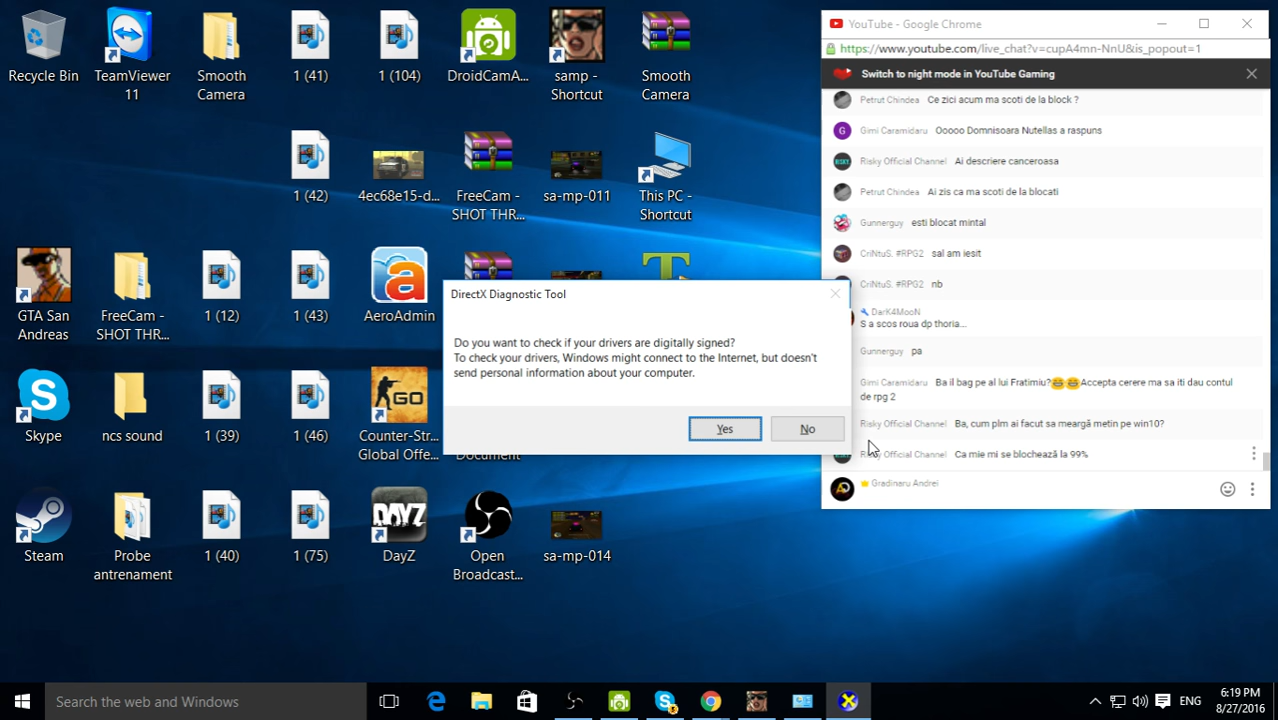 Recycle Bin
TeamViewer
11
Smooth
Camera
1 (41)
1 (104)
DroidCamA...
samp -
Shortcut
Smooth
Camera
1 (42)
4ec68e15-d...
FreeCam -
SHOT THR...
sa-mp-011
This PC -
Shortcut
GTA San
Andreas
FreeCam -
SHOT THR...
1 (12)
1 (43)
AeroAdmin
Skype
ncs sound
1 (39)
1 (46)
Counter-Str...
Global Offe...
Document
Steam
Probe
antrenament
1 (40)
1 (75)
DayZ
Open
Broadcast...
sa-mp-014
DirectX Diagnostic Tool
Do you want to check if your drivers are digitally signed?
To check your drivers, Windows might connect to the Internet, but doesn't
send personal information about your computer.
Yes
No
YouTube - Google Chrome
https://www.youtube.com/live_chat?v=cupA4mn-NnU&is_popout=1
Switch to night mode in YouTube Gaming
Petrut Chindea Ce zici acum ma scoti de la block ?
G Gimi Caramidaru Ooooo Domnisoara Nutellas a raspuns
RISKY Risky Official Channel Ai descriere canceroasa
Petrut Chindea Ai zis ca ma scoti de la blocati
Gunnerguy esti blocat mintal
CriNtuS. #RPG2 sal am iesit
CriNtuS. #RPG2 nb
DarK4MooN
S a scos roua dp thoria...
Gunnerguy pa
Gimi Caramidaru Ba il bag pe al lui Fratimiu?😂😂Accepta cerere ma sa iti dau contul
de rpg 2
Risky Official Channel Ba, cum plm ai facut sa meargă metin pe win10?
Risky Official Channel Ca mie mi se blochează la 99%
Gradinaru Andrei
GO
DAYZ
Search the web and Windows
ENG
6:19 PM
8/27/2016